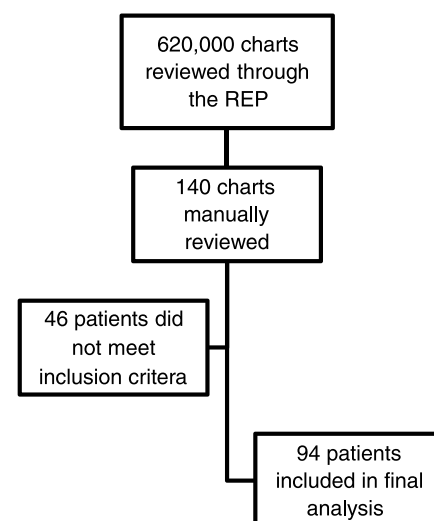 620,000 charts
reviewed through
the REP
140 charts
manually
reviewed
46 patients did
not meet
inclusion critera
94 patients
included in final
analysis